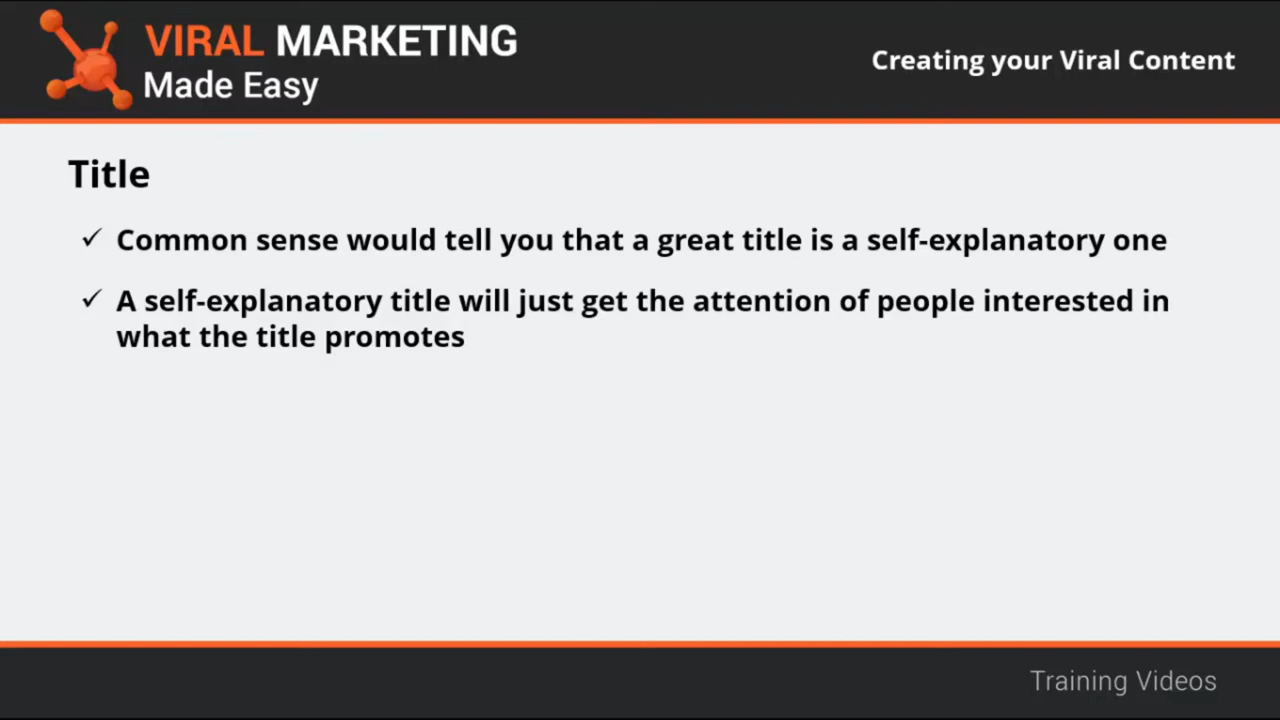 VIRAL MARKETING
Made Easy
Creating your Viral Content
Title
✓ Common sense would tell you that a great title is a self-explanatory one
✓ A self-explanatory title will just get the attention of people interested in
what the title promotes
Training Videos